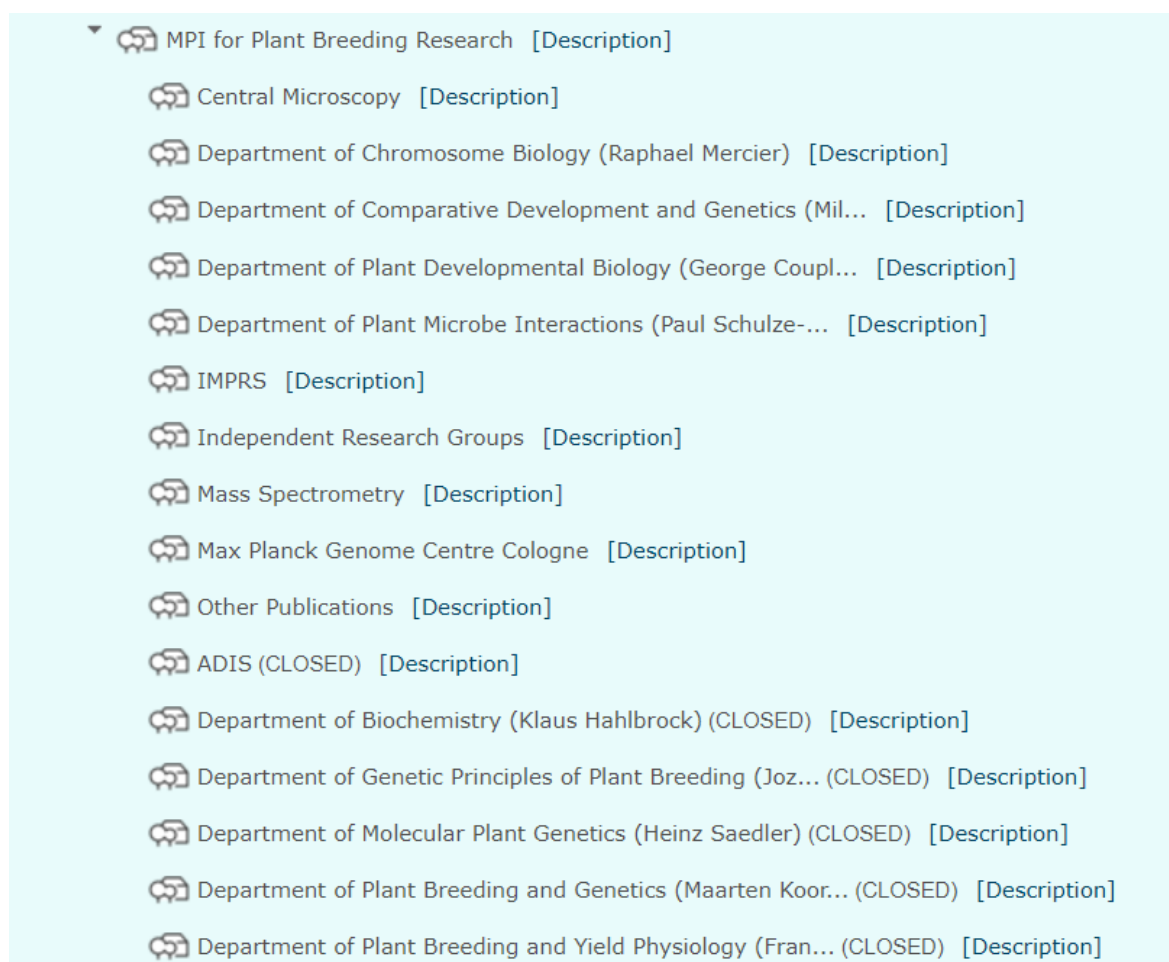 MPI for Plant Breeding Research [Description]
Central Microscopy [Description]
Department of Chromosome Biology (Raphael Mercier) [Description]
Department of Comparative Development and Genetics (Mil... [Description]
Department of Plant Developmental Biology (George Coupl... [Description]
Department of Plant Microbe Interactions (Paul Schulze-... [Description]
IMPRS [Description]
Independent Research Groups [Description]
Mass Spectrometry [Description]
Max Planck Genome Centre Cologne [Description]
Other Publications [Description]
ADIS (CLOSED) [Description]
Department of Biochemistry (Klaus Hahlbrock) (CLOSED) [Description]
Department of Genetic Principles of Plant Breeding (Joz... (CLOSED) [Description]
Department of Molecular Plant Genetics (Heinz Saedler) (CLOSED) [Description]
Department of Plant Breeding and Genetics (Maarten Koor... (CLOSED) [Description]
Department of Plant Breeding and Yield Physiology (Fran... (CLOSED) [Description]